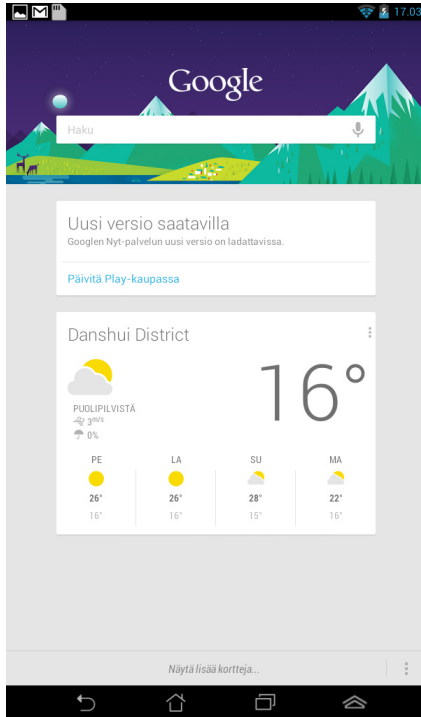 17.03
Google
Haku
Uusi versio saatavilla
Googlen Nyt-palvelun uusi versio on ladattavissa.
Päivitä Play-kaupassa
Danshui District
16°
PUOLIPILVISTÄ
3m/s
0%
PE LA SU MA
26° 26° 28° 22°
16° 16° 15° 16°
Näytä lisää kortteja...